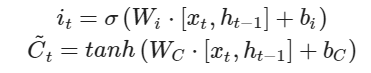 i_t = σ (W_i · [x_t, h_{t−1}] + b_i)
C̃_t = tanh (W_C · [x_t, h_{t−1}] + b_C)